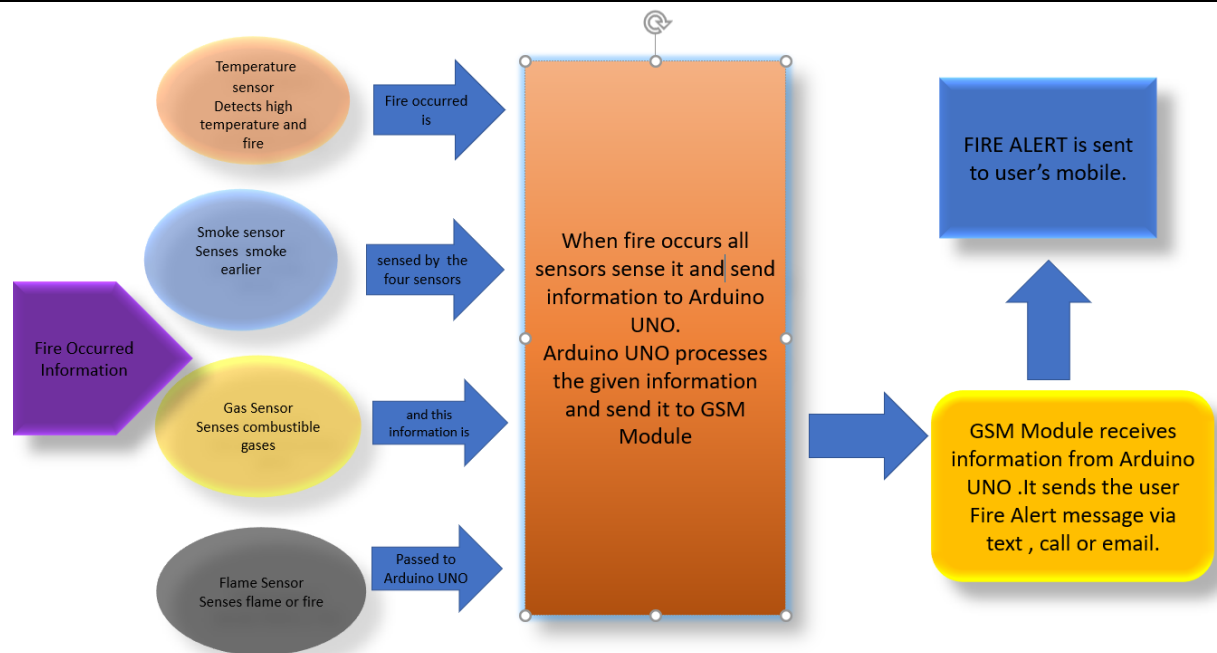 Fire Occurred
Information
Temperature
sensor
Detects high
temperature and
fire
Smoke sensor
Senses  smoke
earlier
Gas Sensor
Senses combustible
gases
Flame Sensor
Senses flame or fire
Fire occurred
is
sensed by  the
four sensors
and this
information is
Passed to
Arduino UNO
When fire occurs all
sensors sense it and send
information to Arduino
UNO.
Arduino UNO processes
the given information
and send it to GSM
Module
GSM Module receives
information from Arduino
UNO .It sends the user
Fire Alert message via
text , call or email.
FIRE ALERT is sent
to user’s mobile.